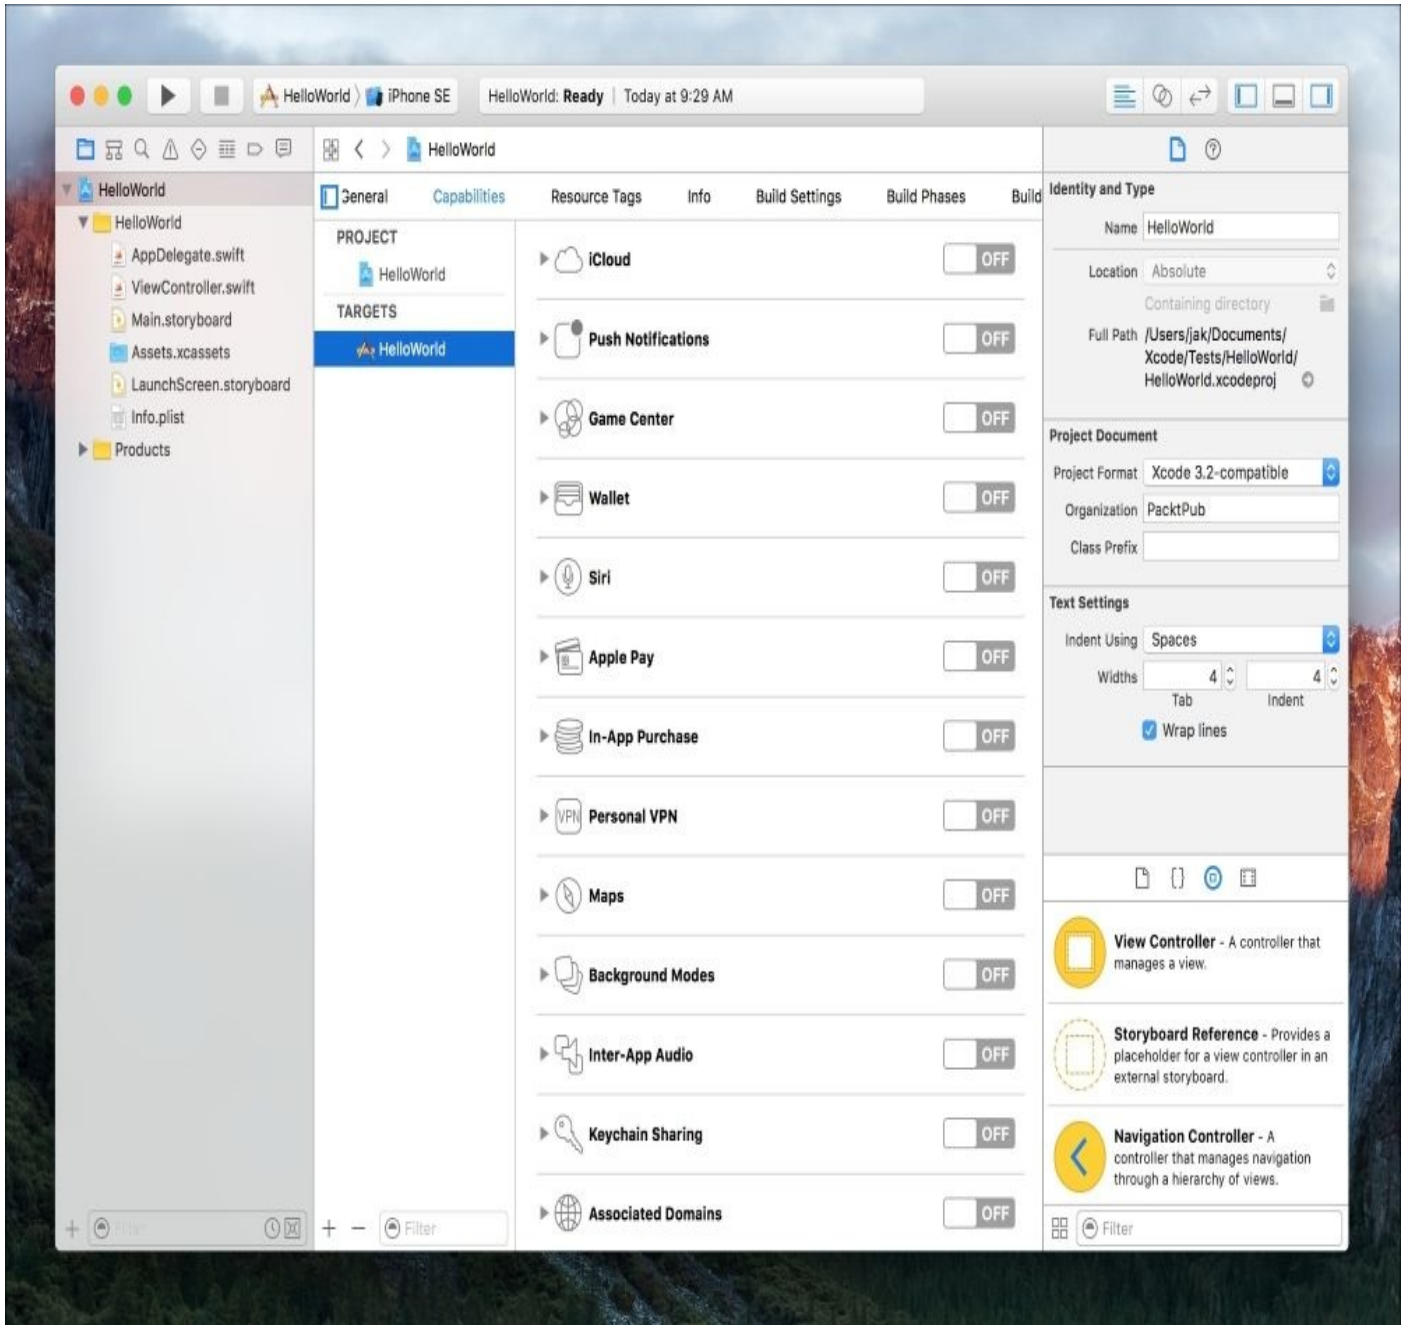 HelloWorld
iPhone SE
HelloWorld: Ready | Today at 9:29 AM
HelloWorld
HelloWorld
AppDelegate.swift
ViewController.swift
Main.storyboard
Assets.xcassets
LaunchScreen.storyboard
Info.plist
Products
Filter
HelloWorld
General
Capabilities
Resource Tags
Info
Build Settings
Build Phases
Build
PROJECT
HelloWorld
TARGETS
HelloWorld
Filter
iCloud OFF
Push Notifications OFF
Game Center OFF
Wallet OFF
Siri OFF
Apple Pay OFF
In-App Purchase OFF
VPN Personal VPN OFF
Maps OFF
Background Modes OFF
Inter-App Audio OFF
Keychain Sharing OFF
Associated Domains OFF
Identity and Type
Name HelloWorld
Location Absolute
Containing directory
Full Path /Users/jak/Documents/
Xcode/Tests/HelloWorld/
HelloWorld.xcodeproj
Project Document
Project Format Xcode 3.2-compatible
Organization PacktPub
Class Prefix
Text Settings
Indent Using Spaces
Widths 4 4
Tab Indent
Wrap lines
{}
View Controller - A controller that
manages a view.
Storyboard Reference - Provides a
placeholder for a view controller in an
external storyboard.
Navigation Controller - A
controller that manages navigation
through a hierarchy of views.
Filter